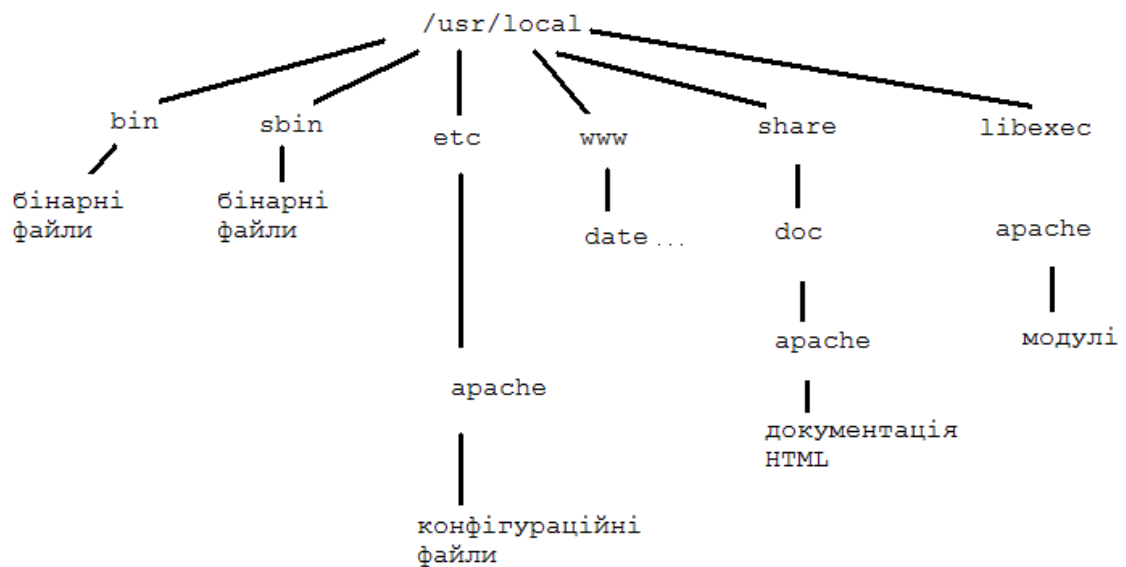 /usr/local
bin
sbin
etc
www
share
libexec
бінарні
файли
бінарні
файли
date ...
doc
apache
apache
модулі
apache
документація
HTML
конфігураційні
файли